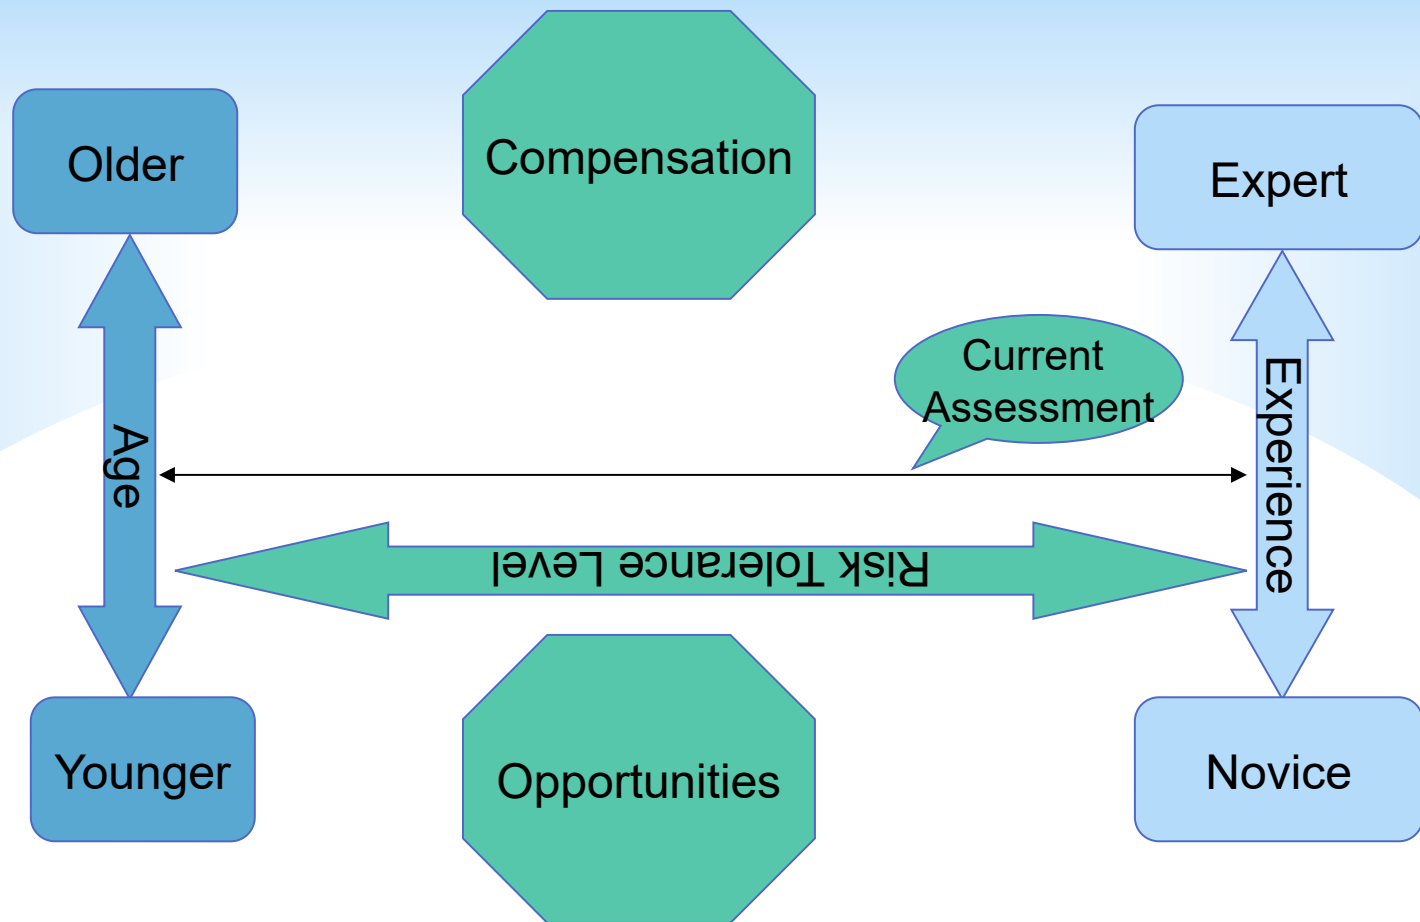 Compensation
Older
Expert
Current
Assessment
Age
Experience
Risk Tolerance Level
Younger
Opportunities
Novice